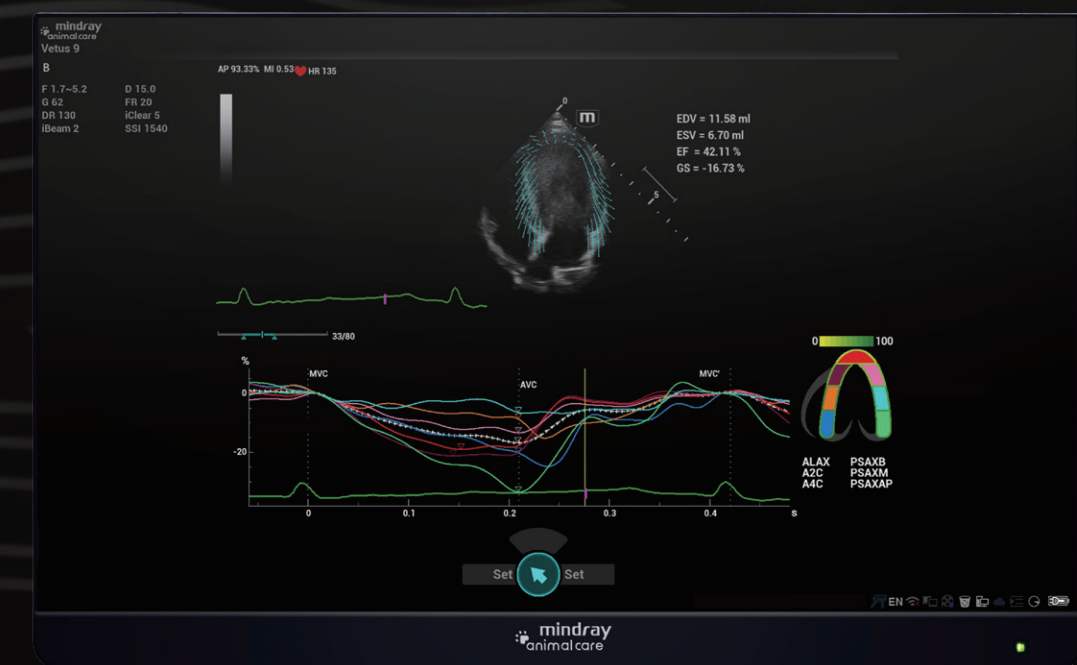 mindray
animal care
Vetus 9
B
F 1.7~5.2 D 15.0
G 62 FR 20
DR 130 iClear 5
iBeam 2 SSI 1540
AP 93.33% MI 0.53 HR 135
0
m
5
EDV = 11.58 ml
ESV = 6.70 ml
EF = 42.11 %
GS = -16.73 %
33/80
0 100
%
MVC
AVC
MVC'
0
-20
0 0.1 0.2 0.3 0.4 s
ALAX PSAXB
A2C PSAXM
A4C PSAXAP
Set Set
EN
mindray
animal care